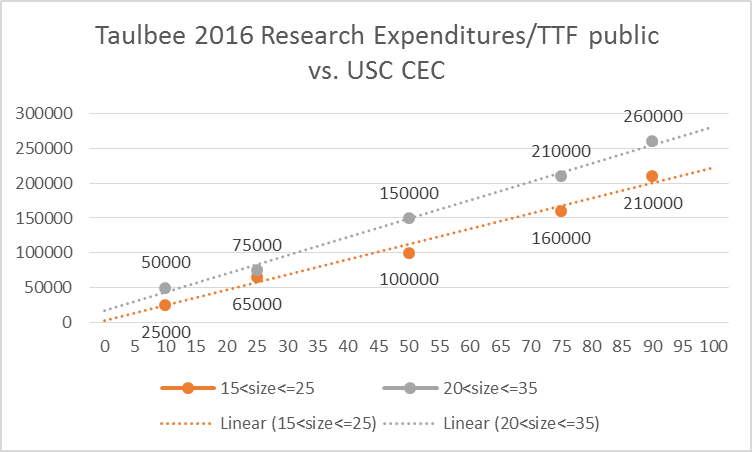 Taulbee 2016 Research Expenditures/TTF public
vs. USC CEC
300000
250000
200000
150000
100000
50000
0
260000
210000
150000
75000
50000
210000
160000
100000
65000
25000
0 5 10 15 20 25 30 35 40 45 50 55 60 65 70 75 80 85 90 95 100
15<size<=25
20<size<=35
Linear (15<size<=25)
Linear (20<size<=35)